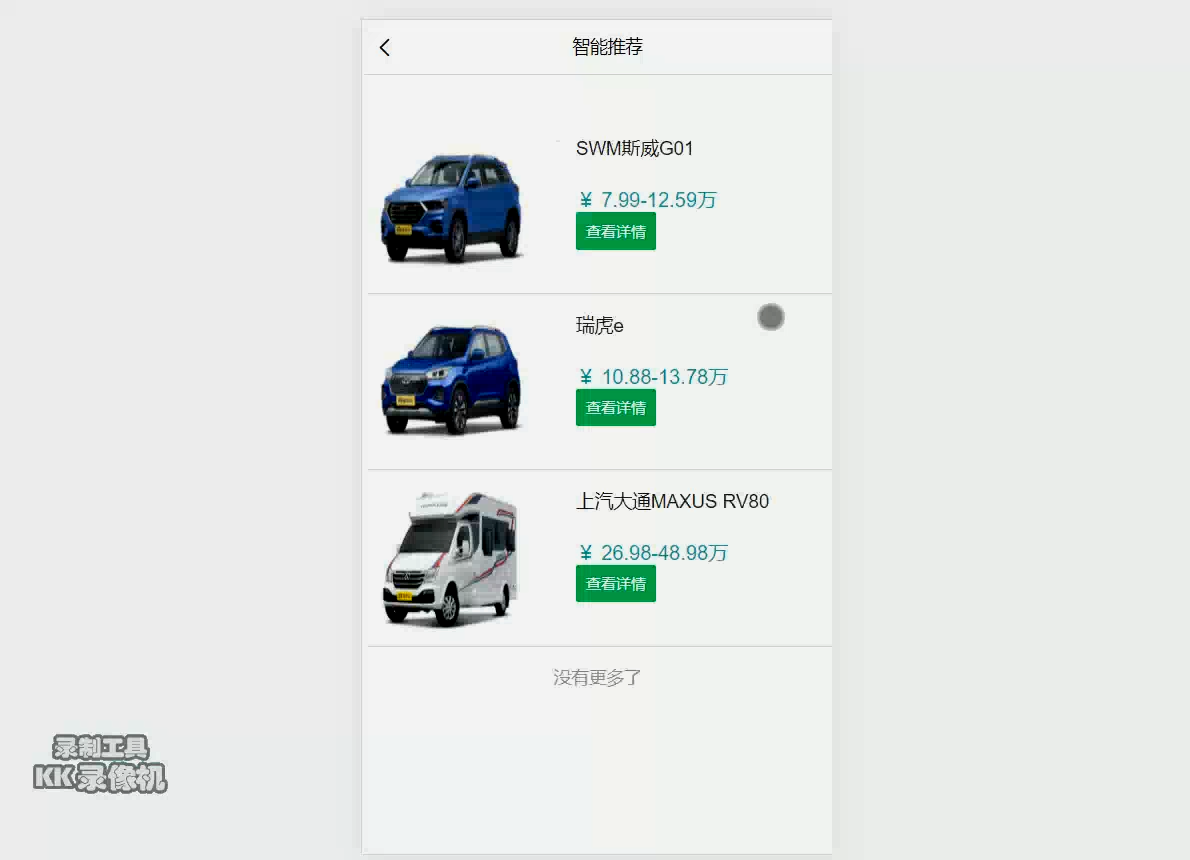 智能推荐
SWM斯威G01
¥ 7.99-12.59万
查看详情
瑞虎e
¥ 10.88-13.78万
查看详情
上汽大通MAXUS RV80
¥ 26.98-48.98万
查看详情
没有更多了
录制工具
KK录像机